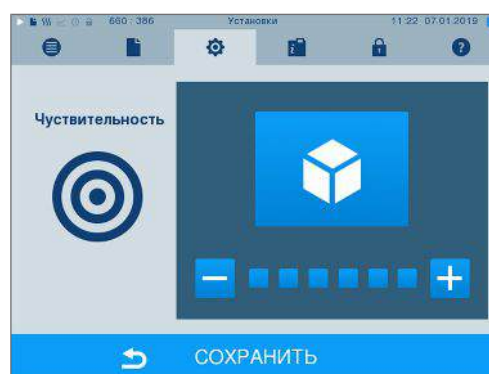 660 : 386 Установки 11:22 07.01.2019
Чуствительность
СОХРАНИТЬ